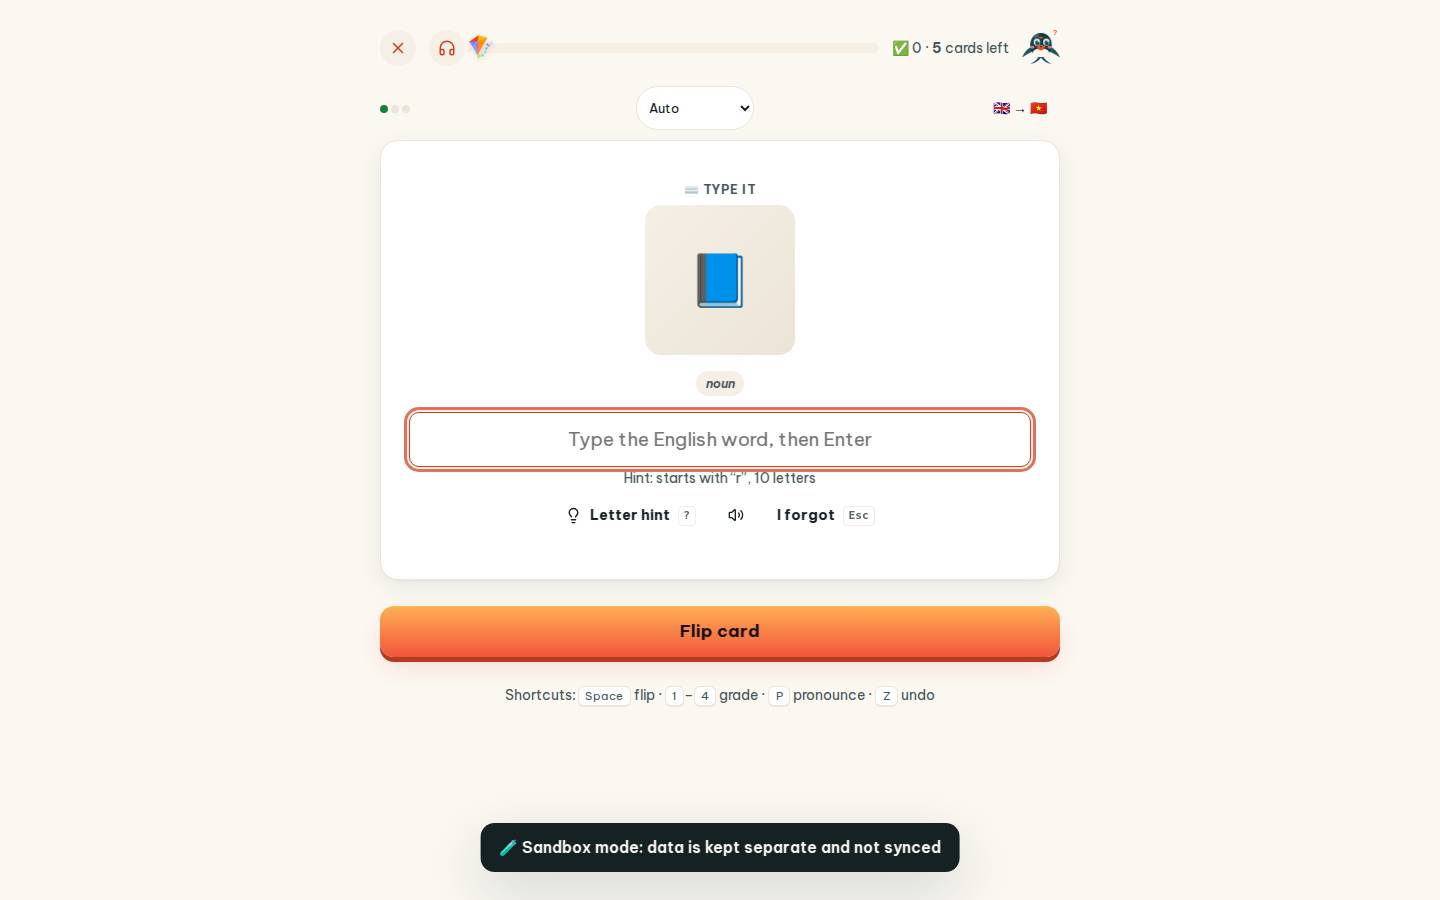 ✅ 0 · 5 cards left
Auto
🇬🇧 → 🇻🇳
TYPE IT
noun
Type the English word, then Enter
Hint: starts with “r”, 10 letters
Letter hint ? I forgot Esc
Flip card
Shortcuts: Space flip · 1 – 4 grade · P pronounce · Z undo
🧪 Sandbox mode: data is kept separate and not synced